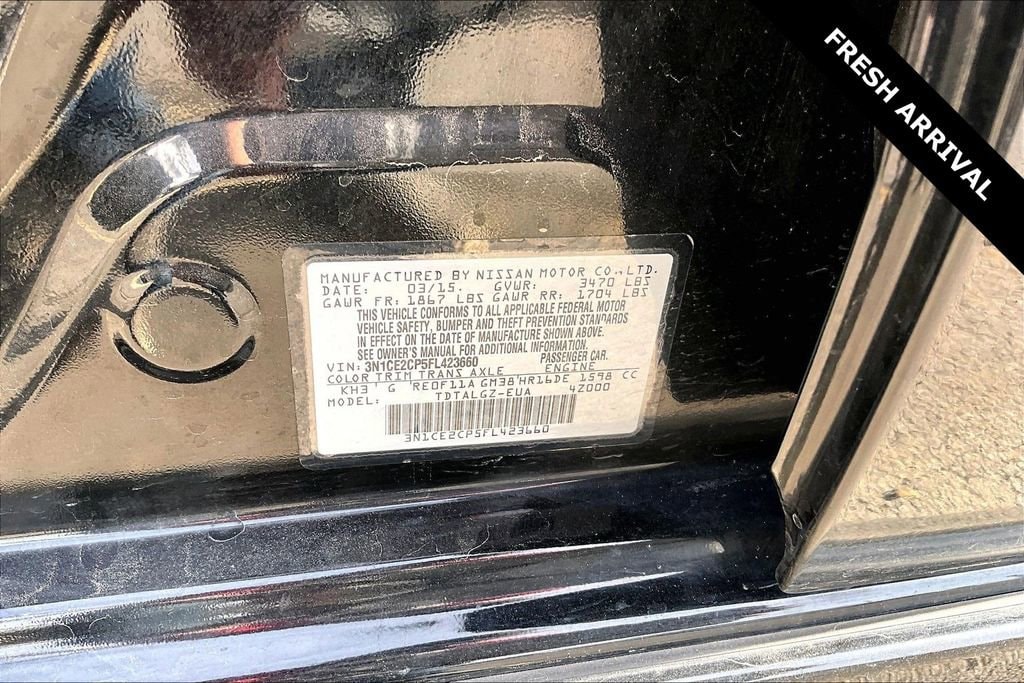 FRESH ARRIVAL
MANUFACTURED BY NISSAN MOTOR CO., LTD.
DATE: 03/15. GVWR: 3470 LBS
GAWR FR: 1867 LBS GAWR RR: 1704 LBS
THIS VEHICLE CONFORMS TO ALL APPLICABLE FEDERAL MOTOR
VEHICLE SAFETY, BUMPER AND THEFT PREVENTION STANDARDS
IN EFFECT ON THE DATE OF MANUFACTURE SHOWN ABOVE.
SEE OWNER'S MANUAL FOR ADDITIONAL INFORMATION.
VIN: 3N1CE2CP5FL423660 PASSENGER CAR.
COLOR TRIM TRANS AXLE ENGINE
KH3 G RE0F11A GM38 HR16DE 1598 CC
MODEL: TDTALGZ-EUA 4Z000
3N1CE2CP5FL423660